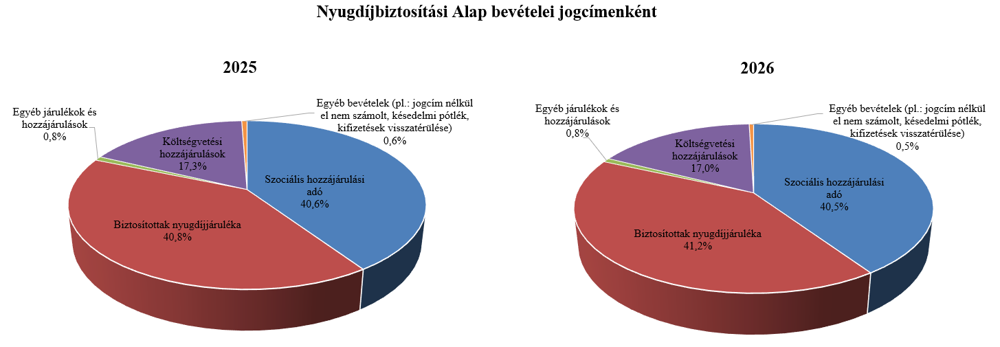 Nyugdíjbiztosítási Alap bevételei jogcímenként
2025
Egyéb járulékok és
hozzájárulások
0,8%
Egyéb bevételek (pl.: jogcím nélkül
el nem számolt, késedelmi pótlék,
kifizetések visszatérülése)
0,6%
Költségvetési
hozzájárulások
17,3%
Szociális hozzájárulási
adó
40,6%
Biztosítottak nyugdíjjáruléka
40,8%
2026
Egyéb járulékok és
hozzájárulások
0,8%
Egyéb bevételek (pl.: jogcím nélkül
el nem számolt, késedelmi pótlék,
kifizetések visszatérülése)
0,5%
Költségvetési
hozzájárulások
17,0%
Szociális hozzájárulási
adó
40,5%
Biztosítottak nyugdíjjáruléka
41,2%